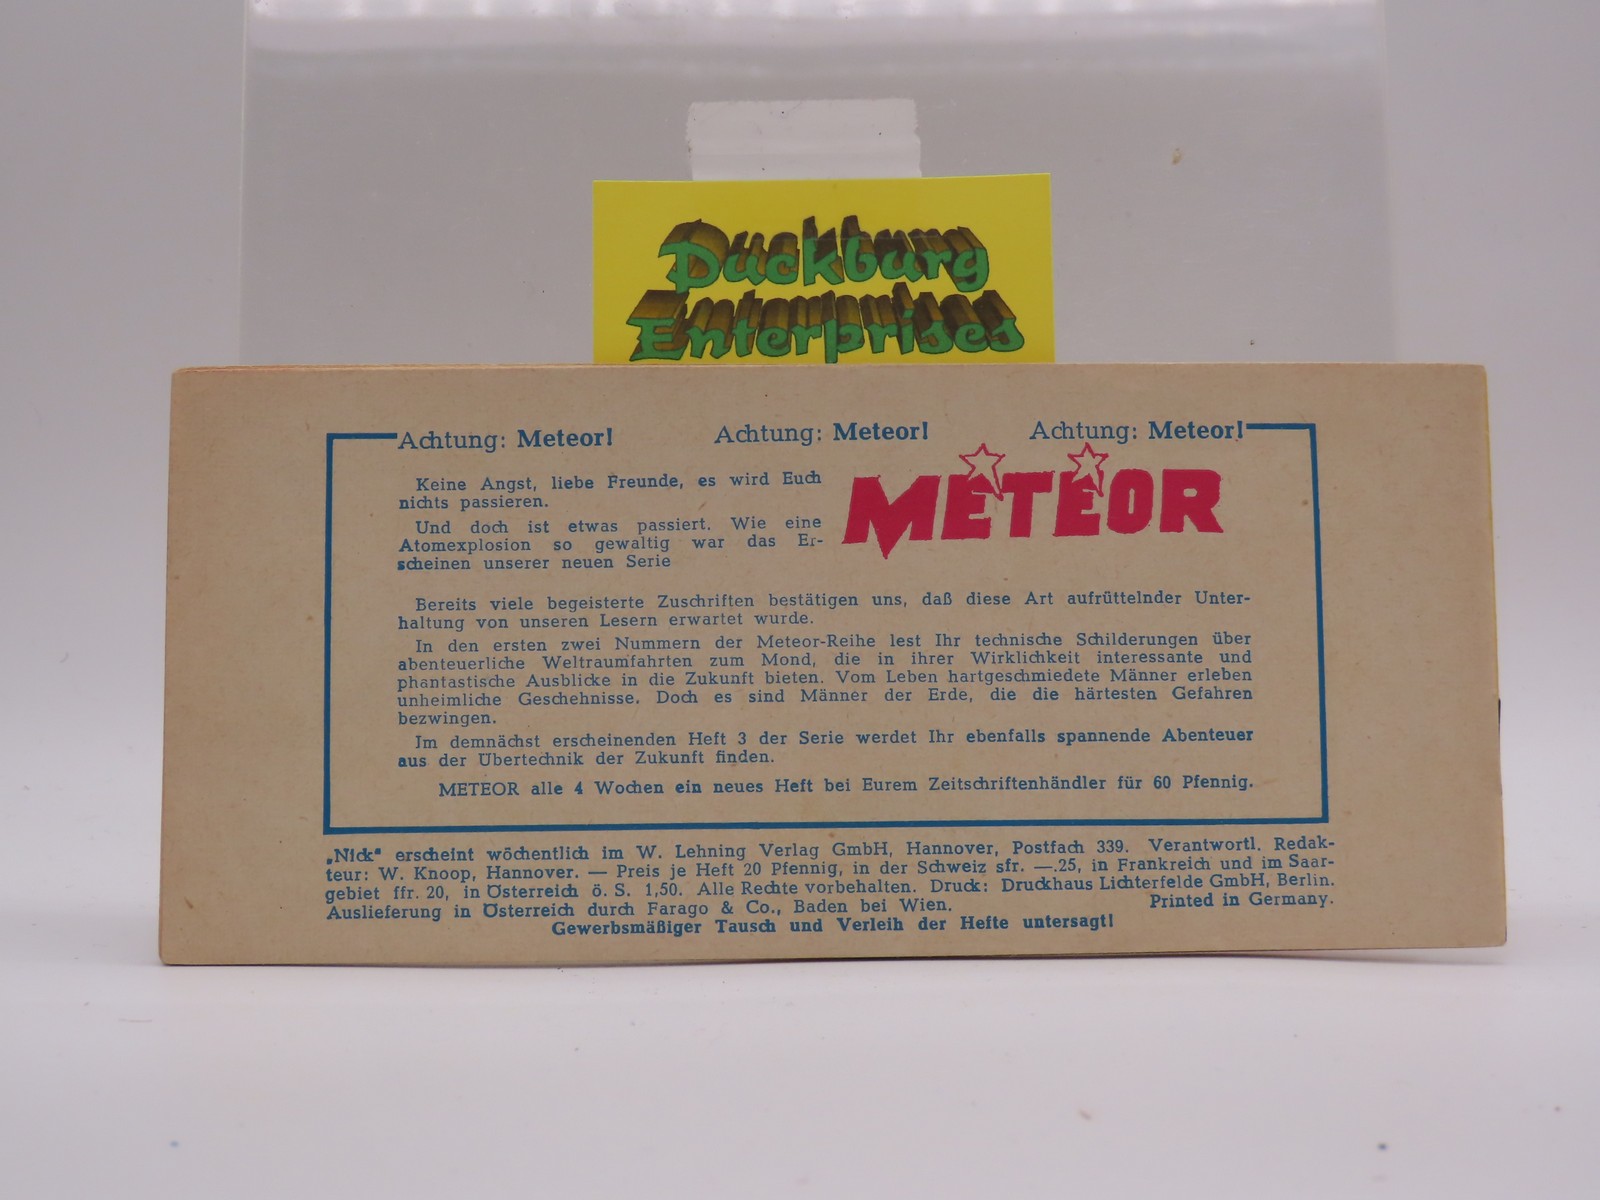 Duckburg
Enterprises
Achtung: Meteor! Achtung: Meteor! Achtung: Meteor!
Keine Angst, liebe Freunde, es wird Euch
nichts passieren.
Und doch ist etwas passiert. Wie eine
Atomexplosion so gewaltig war das Er-
scheinen unserer neuen Serie
METEOR
Bereits viele begeisterte Zuschriften bestätigen uns, daß diese Art aufrüttelnder Unter-
haltung von unseren Lesern erwartet wurde.
In den ersten zwei Nummern der Meteor-Reihe lest Ihr technische Schilderungen über
abenteuerliche Weltraumfahrten zum Mond, die in ihrer Wirklichkeit interessante und
phantastische Ausblicke in die Zukunft bieten. Vom Leben hartgeschmiedete Männer erleben
unheimliche Geschehnisse. Doch es sind Männer der Erde, die die härtesten Gefahren
bezwingen.
Im demnächst erscheinenden Heft 3 der Serie werdet Ihr ebenfalls spannende Abenteuer
aus der Übertechnik der Zukunft finden.
METEOR alle 4 Wochen ein neues Heft bei Eurem Zeitschriftenhändler für 60 Pfennig.
„Nick“ erscheint wöchentlich im W. Lehning Verlag GmbH, Hannover, Postfach 339. Verantwortl. Redak-
teur: W. Knoop, Hannover. — Preis je Heft 20 Pfennig, in der Schweiz sfr. —.25, in Frankreich und im Saar-
gebiet ffr. 20, in Österreich ö. S. 1,50. Alle Rechte vorbehalten. Druck: Druckhaus Lichterfelde GmbH, Berlin.
Auslieferung in Österreich durch Farago & Co., Baden bei Wien. Printed in Germany.
Gewerbsmäßiger Tausch und Verleih der Hefte untersagt!